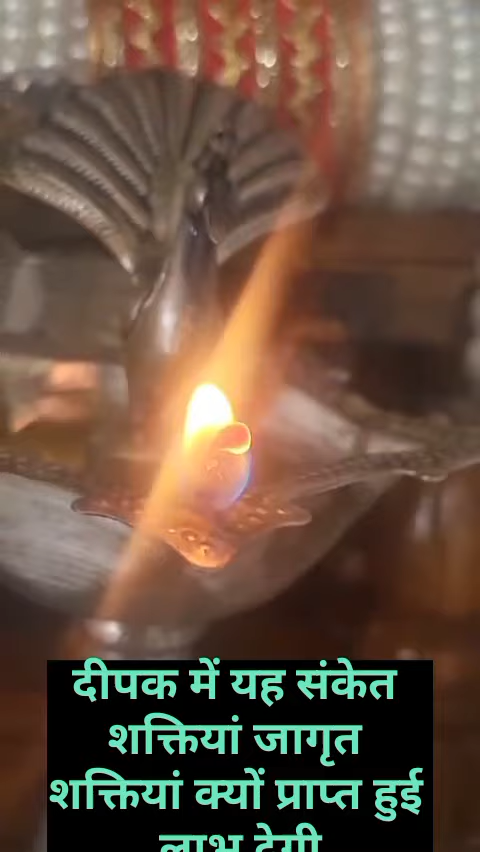 दीपक में यह संकेत
शक्तियां जागृत
शक्तियां क्यों प्राप्त हुई
लाभ देगी